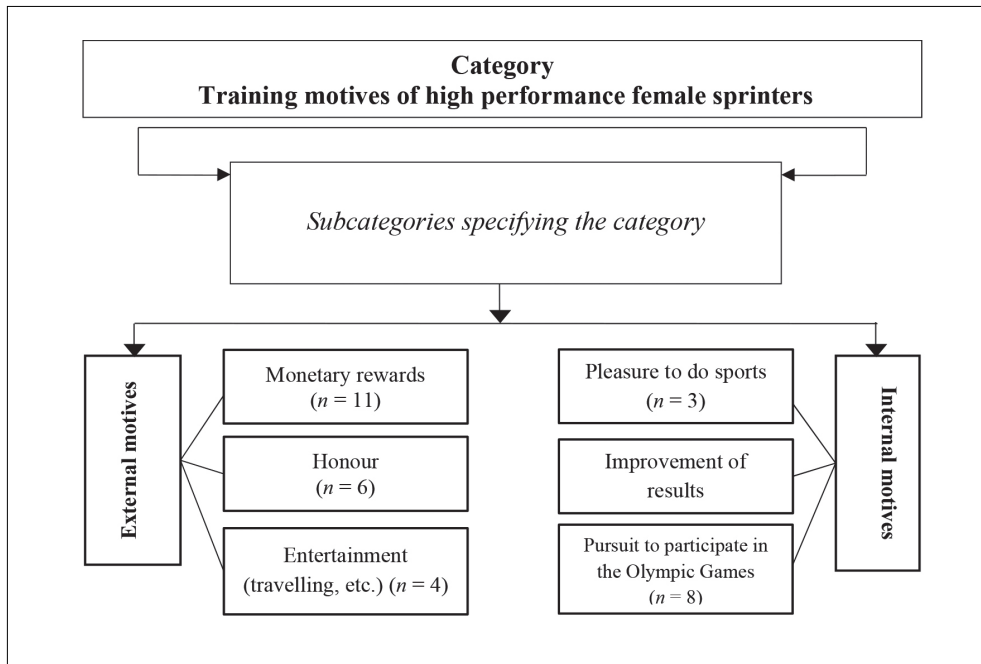 Category
Training motives of high performance female sprinters
Subcategories specifying the category
External motives
Monetary rewards
(n = 11)
Honour
(n = 6)
Entertainment
(travelling, etc.) (n = 4)
Pleasure to do sports
(n = 3)
Improvement of
results
Pursuit to participate in
the Olympic Games
(n = 8)
Internal motives